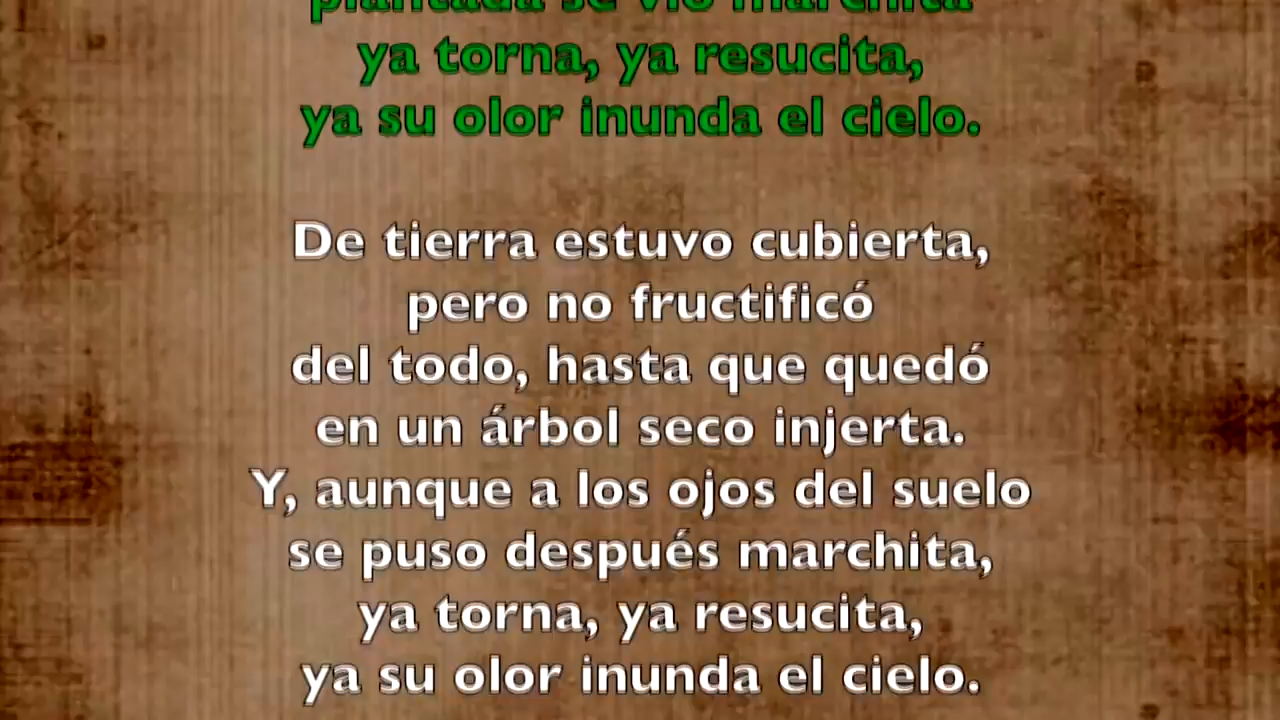 plantada se vio marchita
ya torna, ya resucita,
ya su olor inunda el cielo.
De tierra estuvo cubierta,
pero no fructificó
del todo, hasta que quedó
en un árbol seco injerta.
Y, aunque a los ojos del suelo
se puso después marchita,
ya torna, ya resucita,
ya su olor inunda el cielo.